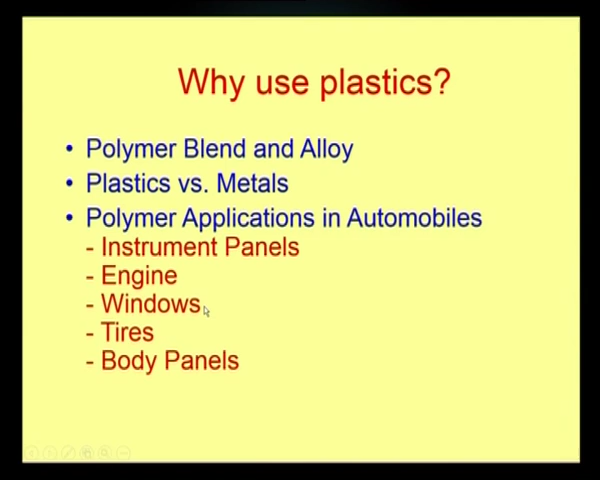 Why use plastics?
• Polymer Blend and Alloy
• Plastics vs. Metals
• Polymer Applications in Automobiles
- Instrument Panels
- Engine
- Windows
- Tires
- Body Panels